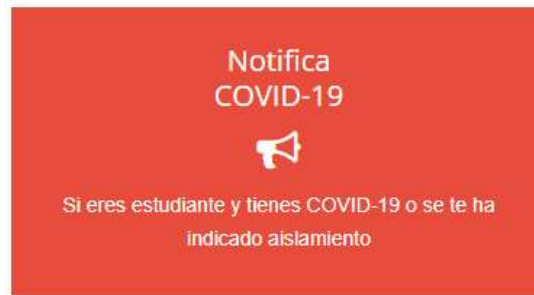 Notifica
COVID-19
Si eres estudiante y tienes COVID-19 o se te ha
indicado aislamiento